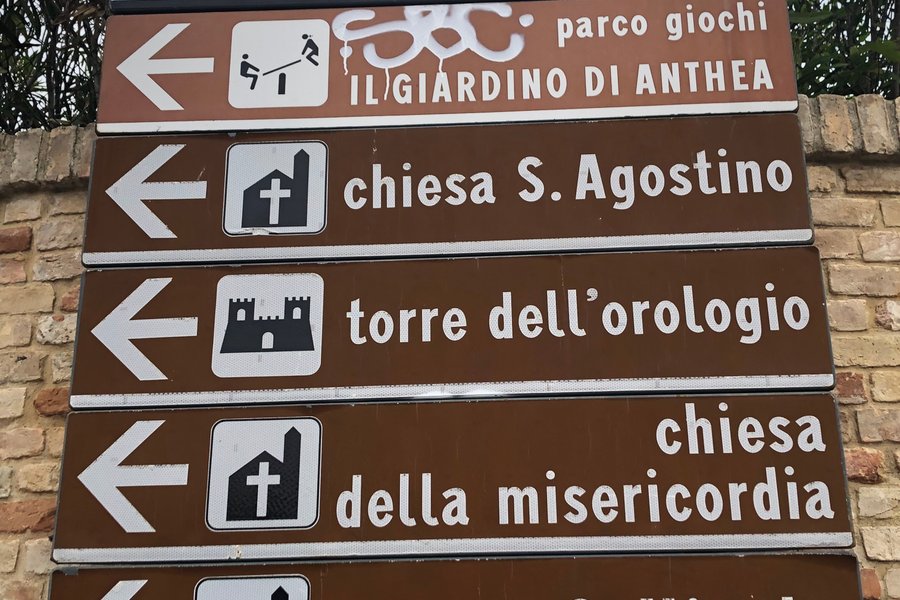 parco giochi
IL GIARDINO DI ANTHEA
chiesa S. Agostino
torre dell'orologio
chiesa
della misericordia